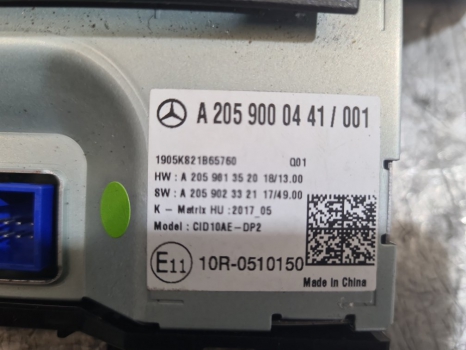 A 205 900 04 41 / 001
1905KS21B65760 Q01
HW : A 205 901 35 20 18/13.00
SW : A 205 902 33 21 17/49.00
K - Matrix HU :2017_05
Model : CID10AE-DP2
E11 10R-0510150
Made in China